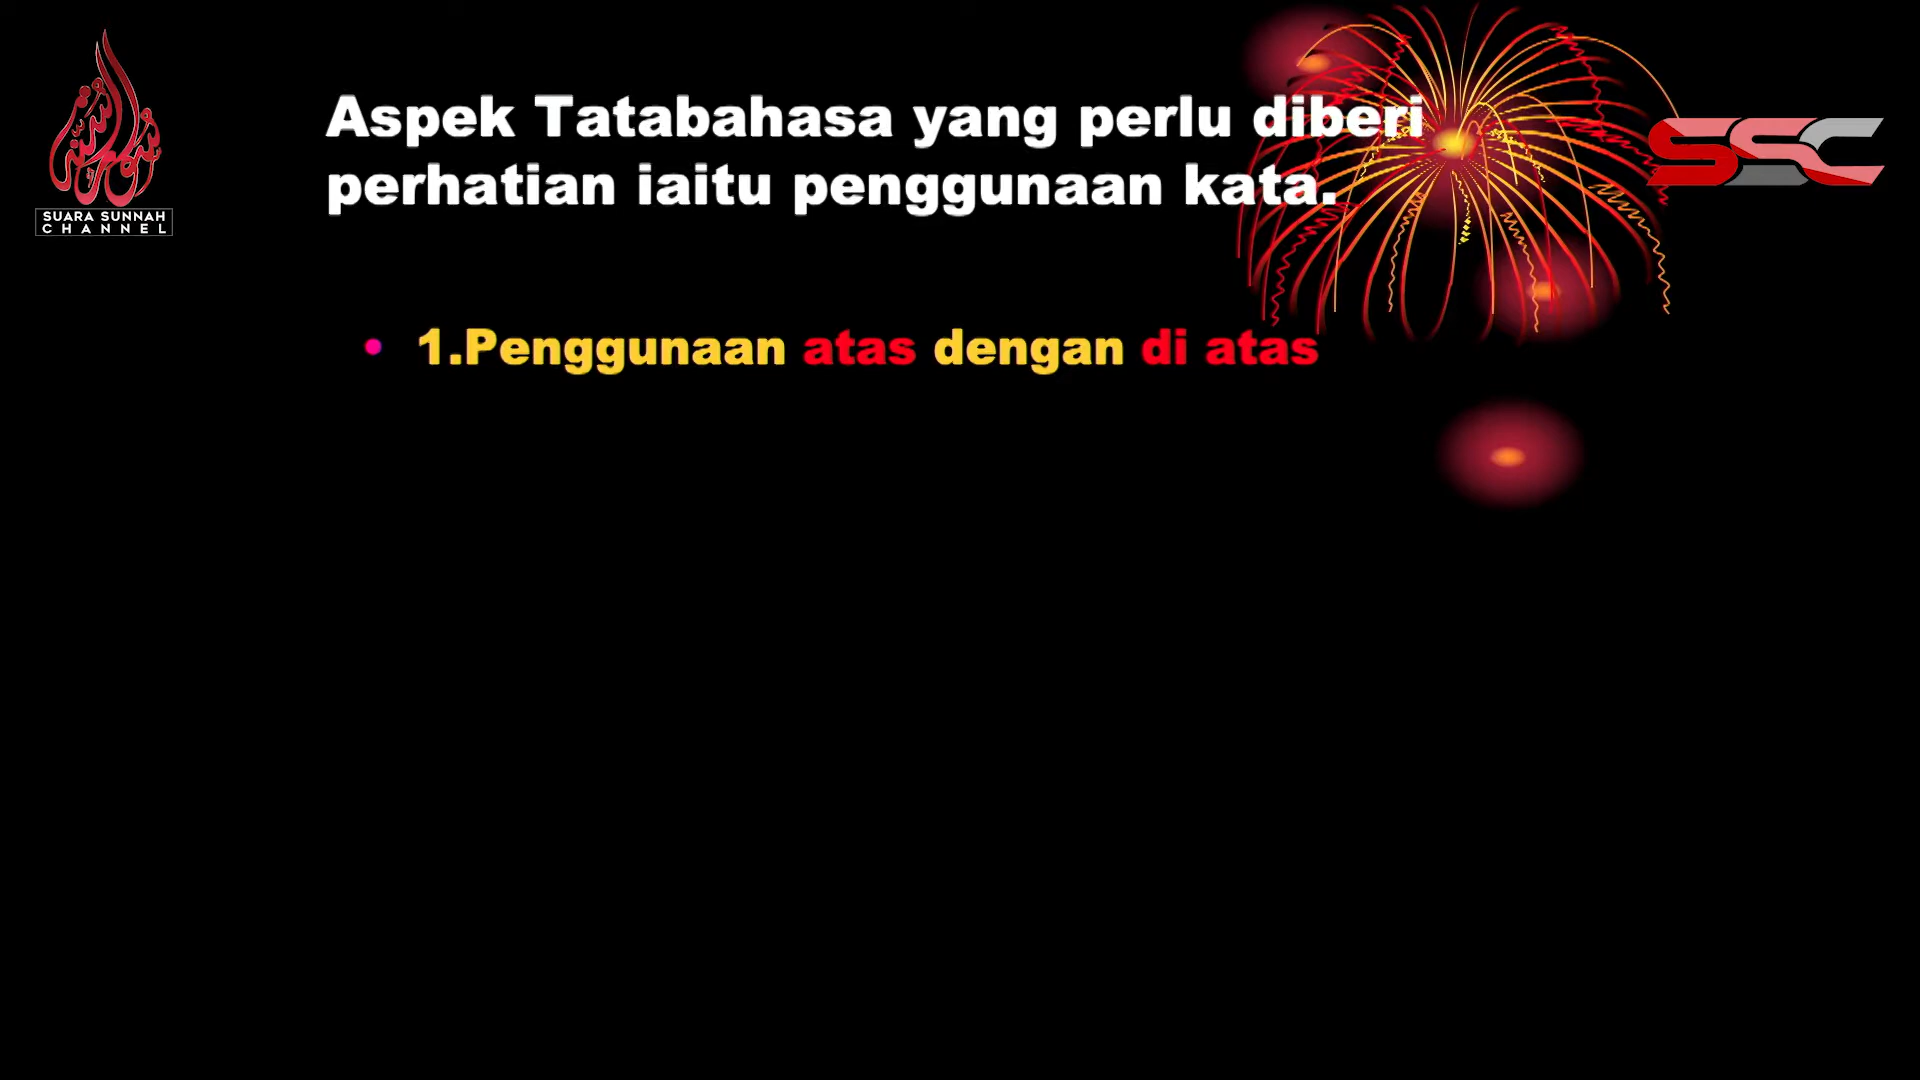 Aspek Tatabahasa yang perlu diberi
perhatian iaitu penggunaan kata.
• 1.Penggunaan atas dengan di atas
SUARA SUNNAH
CHANNEL
SSC